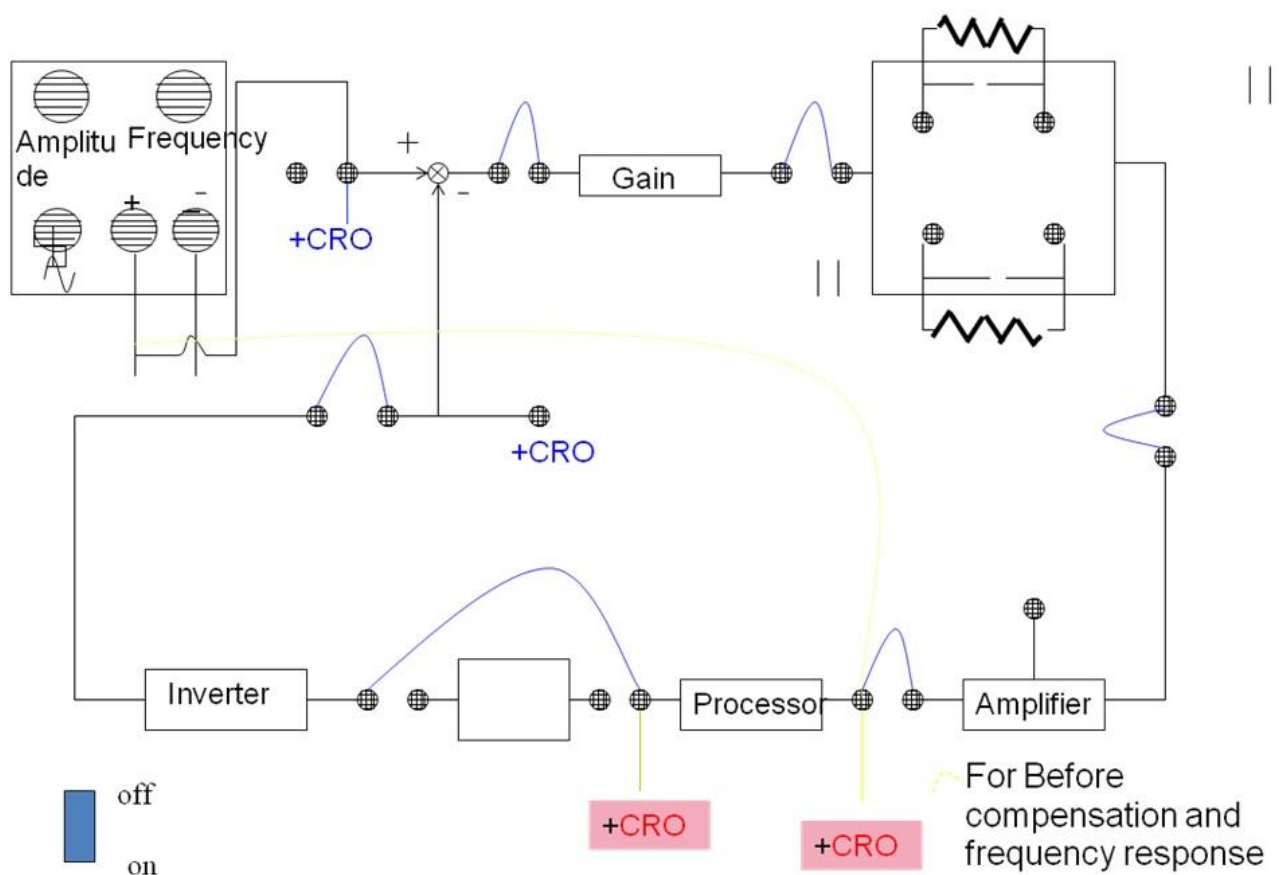 Amplitu
de
Frequency
+
-
+
-
+CRO
Gain
+CRO
Inverter
Processor
Amplifier
+CRO
+CRO
off
on
For Before
compensation and
frequency response